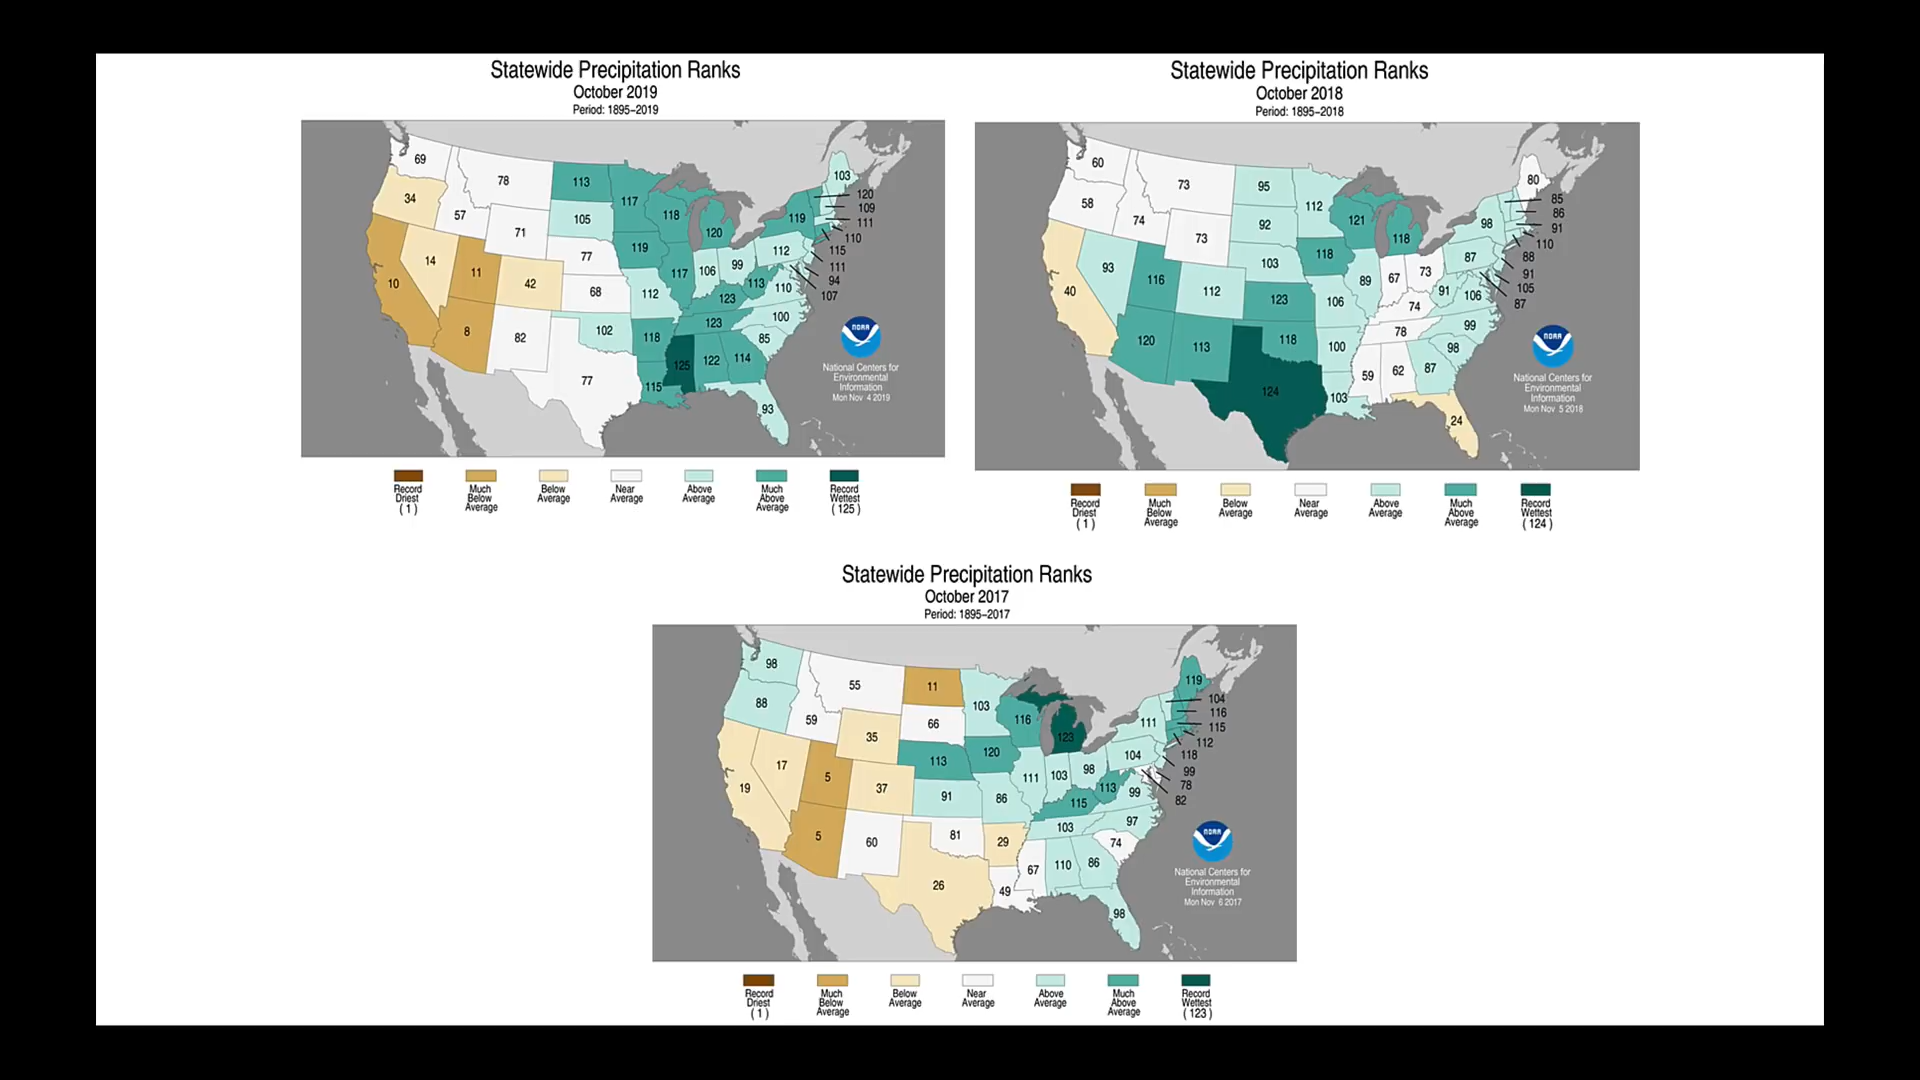 Statewide Precipitation Ranks
October 2019
Period: 1895–2019
69
78
113
117
118
103
120
109
111
110
115
111
94
107
34
57
71
105
119
120
119
112
10
14
11
42
77
68
112
117
106
99
113
110
123
100
8
82
102
118
123
85
77
115
125
122
114
93
NOAA
National Centers for
Environmental
Information
Mon Nov 4 2019
Record
Driest
(1)
Much
Below
Average
Below
Average
Near
Average
Above
Average
Much
Above
Average
Record
Wettest
(125)
Statewide Precipitation Ranks
October 2018
Period: 1895–2018
60
73
95
112
121
80
85
86
91
110
88
91
105
87
58
74
73
92
118
118
98
87
40
93
116
112
103
123
106
89
67
73
91
106
74
99
120
113
118
100
78
98
124
103
59
62
87
24
NOAA
National Centers for
Environmental
Information
Mon Nov 5 2018
Record
Driest
(1)
Much
Below
Average
Below
Average
Near
Average
Above
Average
Much
Above
Average
Record
Wettest
(124)
Statewide Precipitation Ranks
October 2017
Period: 1895–2017
98
55
11
103
116
119
104
116
115
112
118
99
78
82
88
59
35
66
120
123
111
104
19
17
5
37
113
91
86
111
103
98
113
99
115
97
5
60
81
29
103
74
26
49
67
110
86
98
NOAA
National Centers for
Environmental
Information
Mon Nov 6 2017
Record
Driest
(1)
Much
Below
Average
Below
Average
Near
Average
Above
Average
Much
Above
Average
Record
Wettest
(123)